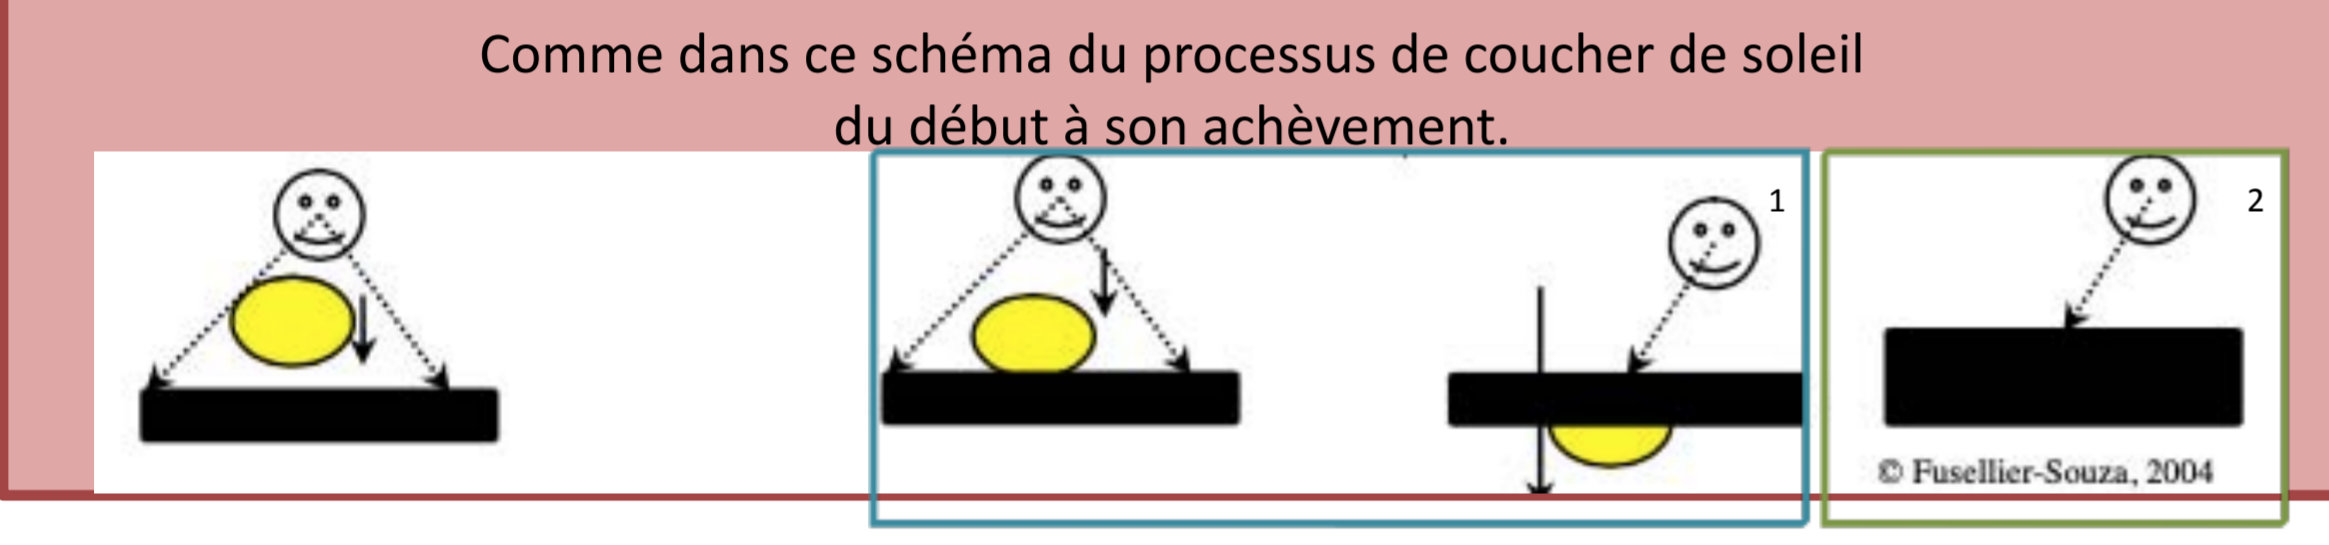 Comme dans ce schéma du processus de coucher de soleil
du début à son achèvement.
1
2
© Fusellier-Souza, 2004